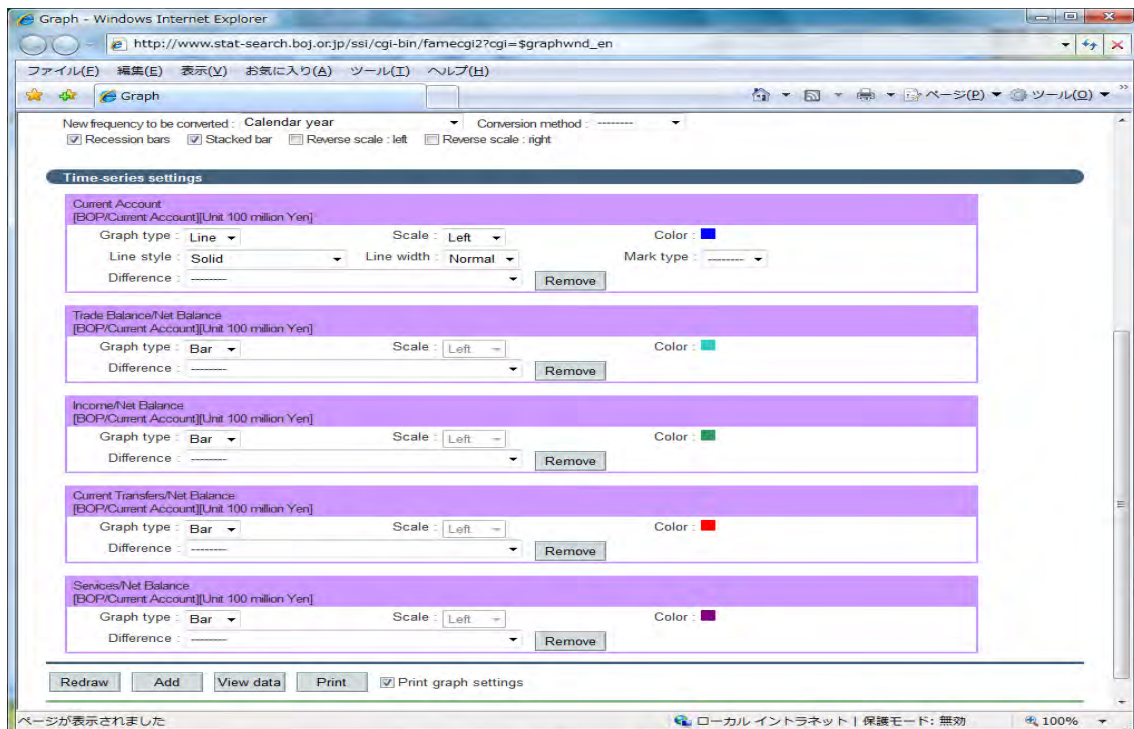 Graph - Windows Internet Explorer
http://www.stat-search.boj.or.jp/ssi/cgi-bin/famecgi2?cgi=$graphwnd_en
ファイル(F) 編集(E) 表示(V) お気に入り(A) ツール(T) ヘルプ(H)
Graph ページ(P) ツール(O)
New frequency to be converted : Calendar year Conversion method : --------
Recession bars Stacked bar Reverse scale : left Reverse scale : right
Time-series settings
Current Account
[BOP/Current Account][Unit 100 million Yen]
Graph type : Line Scale : Left Color :
Line style : Solid Line width : Normal Mark type : --------
Difference : -------- Remove
Trade Balance/Net Balance
[BOP/Current Account][Unit 100 million Yen]
Graph type : Bar Scale : Left Color :
Difference : -------- Remove
Income/Net Balance
[BOP/Current Account][Unit 100 million Yen]
Graph type : Bar Scale : Left Color :
Difference : -------- Remove
Current Transfers/Net Balance
[BOP/Current Account][Unit 100 million Yen]
Graph type : Bar Scale : Left Color :
Difference : -------- Remove
Services/Net Balance
[BOP/Current Account][Unit 100 million Yen]
Graph type : Bar Scale : Left Color :
Difference : -------- Remove
Redraw Add View data Print Print graph settings
ページが表示されました ローカル イントラネット | 保護モード: 無効 100%